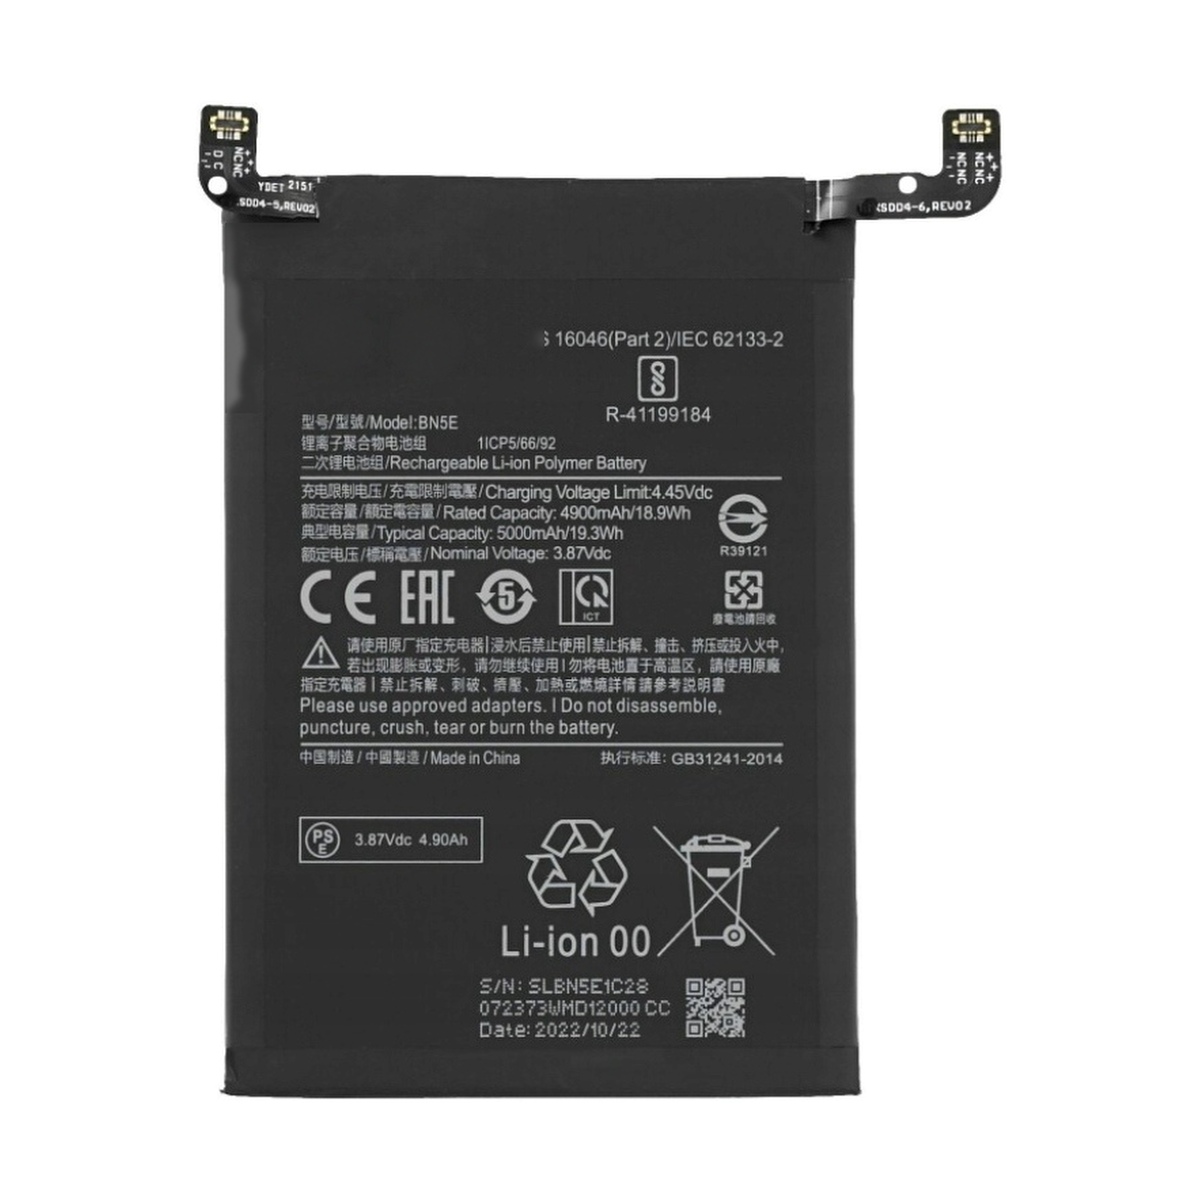 NCNC ++
DC --
YDET 2151
SDD4-5,REV02
NCNC ++
NCNC --
SDD4-6,REV02
16046(Part 2)/IEC 62133-2
R-41199184
型号/型號/Model:BN5E
锂离子聚合物电池组 1ICP5/66/92
二次锂电池组/Rechargeable Li-ion Polymer Battery
充电限制电压/充電限制電壓/Charging Voltage Limit:4.45Vdc
额定容量/額定電容量/Rated Capacity: 4900mAh/18.9Wh
典型电容量/Typical Capacity: 5000mAh/19.3Wh
额定电压/標稱電壓/Nominal Voltage: 3.87Vdc
R39121
CE EAC 5 ICT
廢電池請回收
请使用原厂指定充电器|浸水后禁止使用|禁止拆解、撞击、挤压或投入火中,
若出现膨胀或变形，请勿继续使用|勿将电池置于高温区，請使用原廠
指定充電器|禁止拆解、刺破、擠壓、加熱或燃燒詳情請參考説明書
Please use approved adapters. I Do not disassemble,
puncture, crush, tear or burn the battery.
中国制造/中國製造/Made in China 执行标准: GB31241-2014
PSE 3.87Vdc 4.90Ah
Li-ion 00
S/N: SLBN5E1C28
072373WMD12000 CC
Date: 2022/10/22